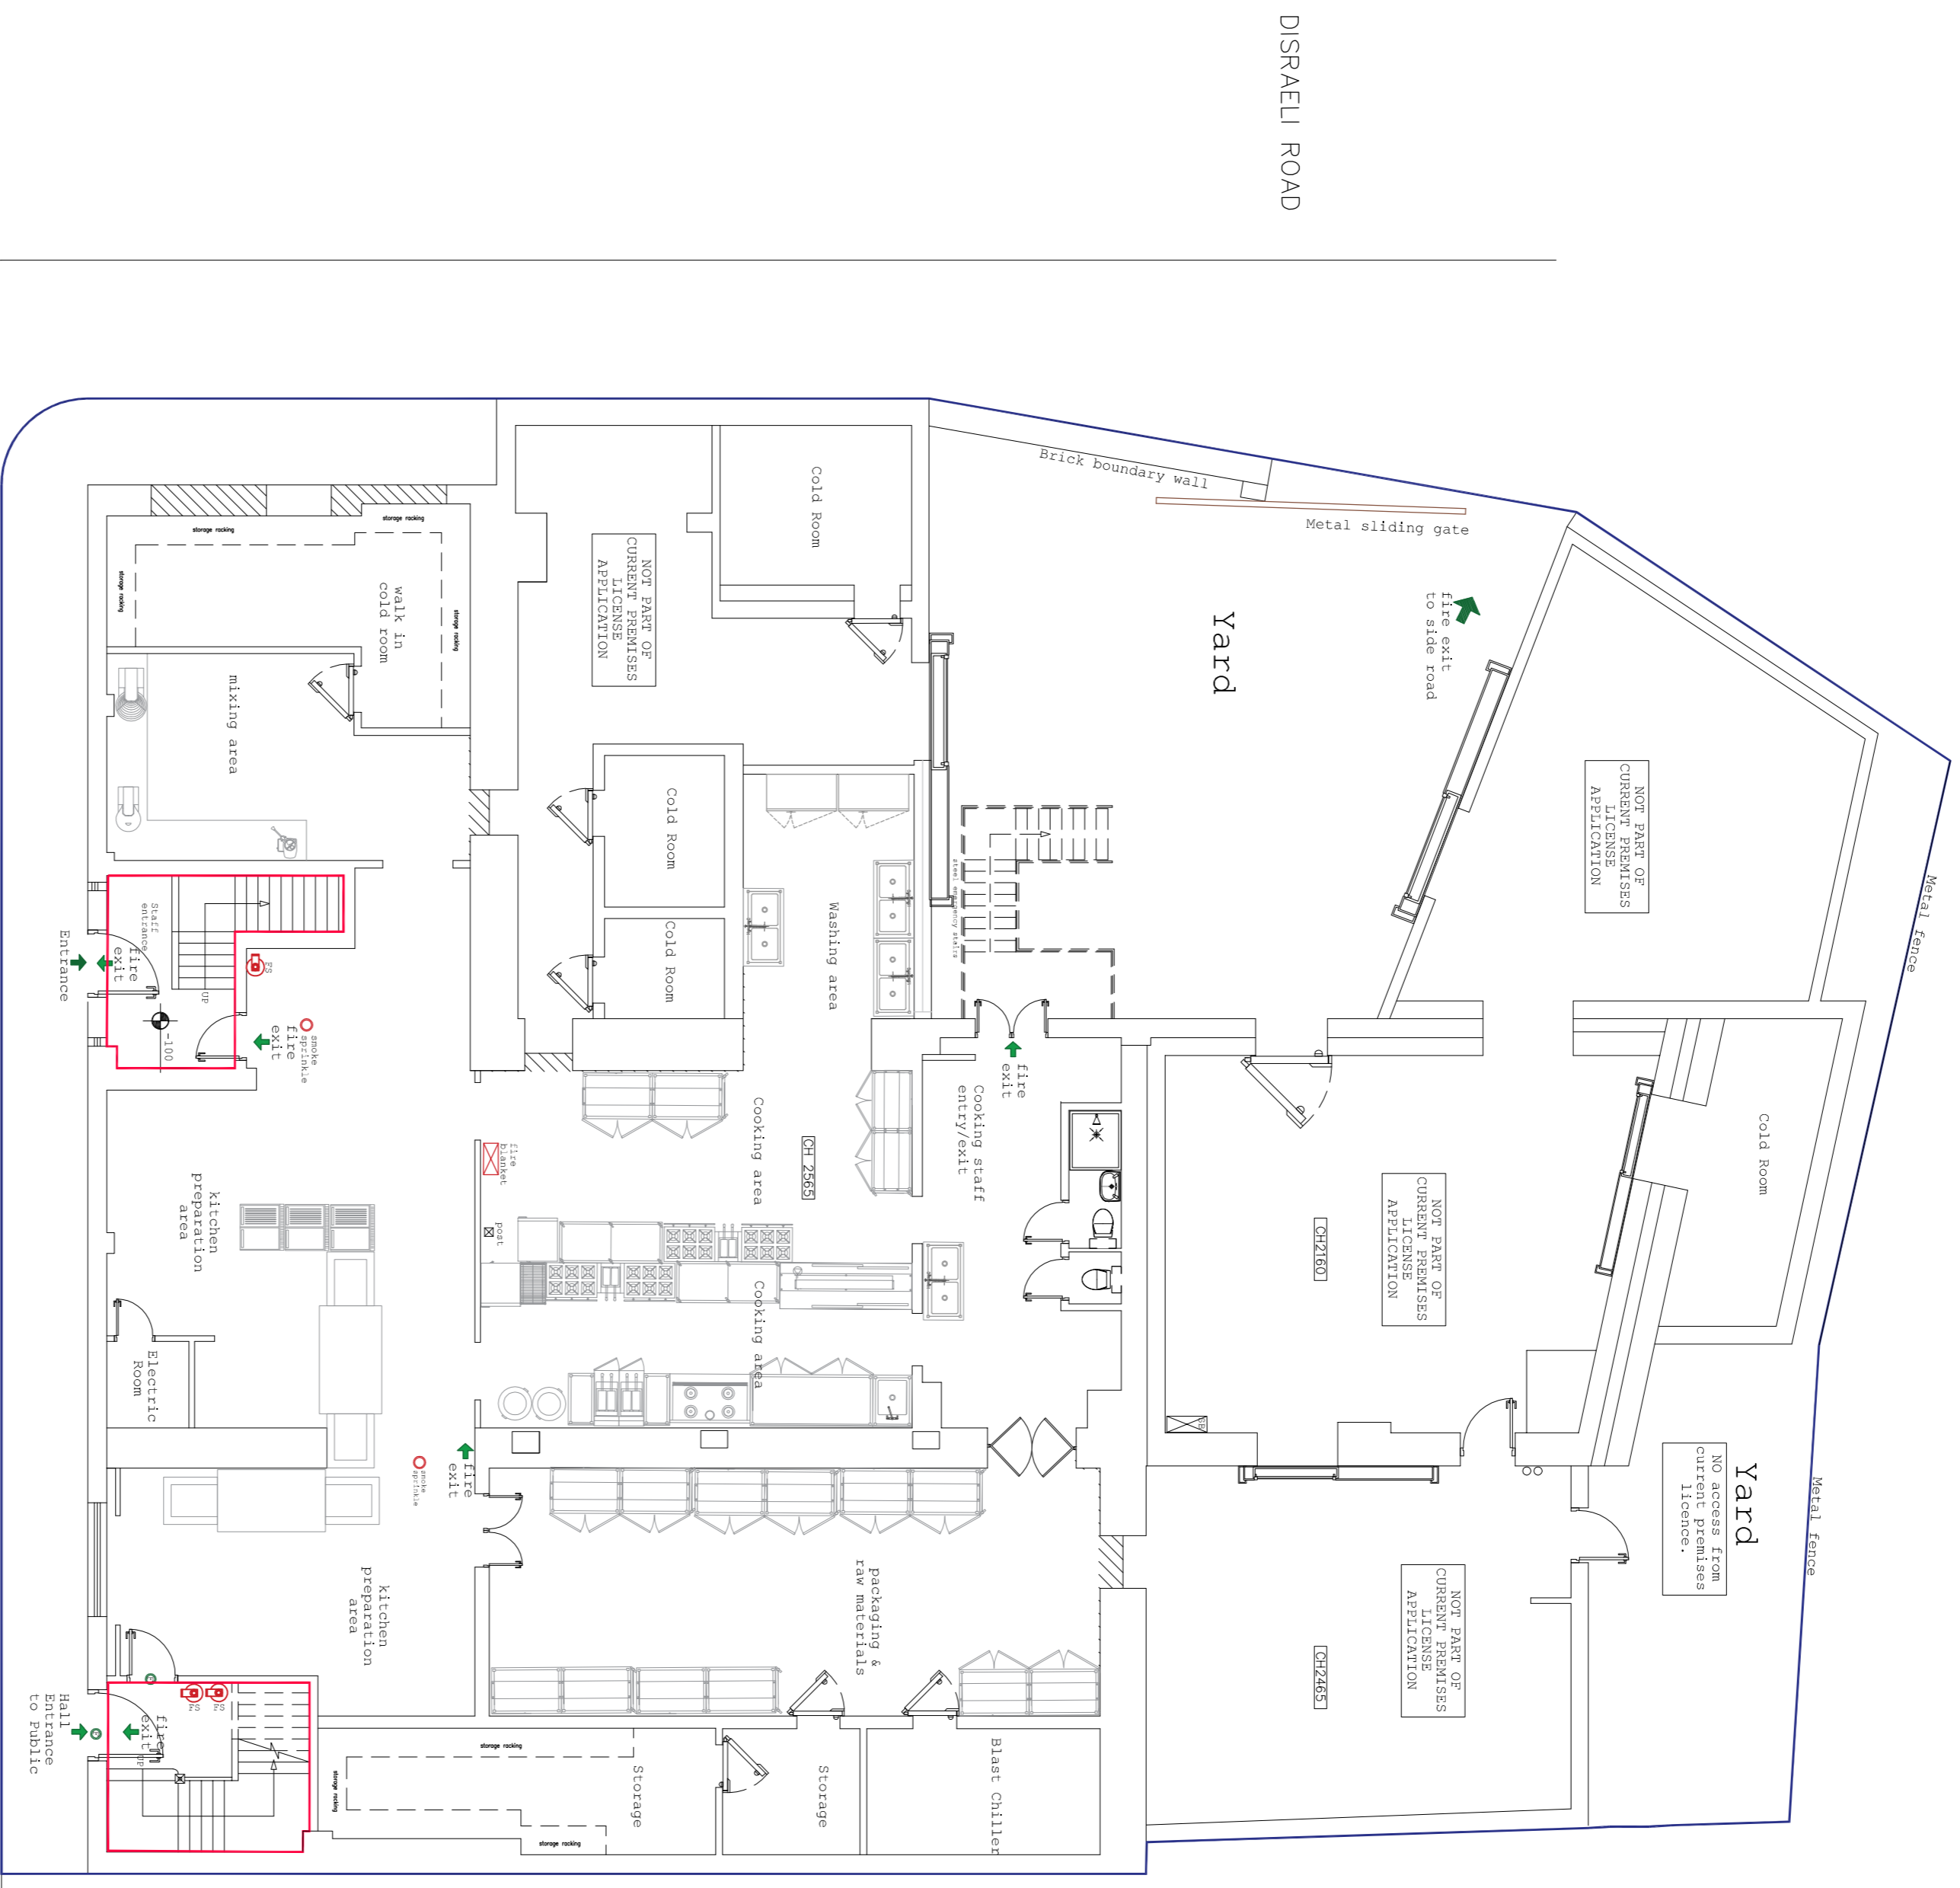 DISRAELI ROAD
Metal fence
Metal fence
Brick boundary wall
Metal sliding gate
fire exit
to side road
Yard
NOT PART OF
CURRENT PREMISES
LICENSE
APPLICATION
Cold Room
Yard
NO access from
current premises
licence.
NOT PART OF
CURRENT PREMISES
LICENSE
APPLICATION
CH2160
NOT PART OF
CURRENT PREMISES
LICENSE
APPLICATION
CH2465
Cold Room
NOT PART OF
CURRENT PREMISES
LICENSE
APPLICATION
steel emergency stairs
Washing area
Cold Room
Cold Room
fire
exit
Cooking staff
entry/exit
CH 2565
Cooking area
Cooking area
fire
blanket
post
packaging &
raw materials
Blast Chiller
Storage
Storage
storage racking
storage racking
storage racking
storage racking
storage racking
storage racking
storage racking
walk in
cold room
mixing area
Staff
entrance
UP
fire
exit
Entrance
FS
-100
smoke
sprinkle
fire
exit
kitchen
preparation
area
Electric
Room
fire
exit
smoke
sprinkle
kitchen
preparation
area
FS
FS
fire
exit
UP
Hall
Entrance
to Public